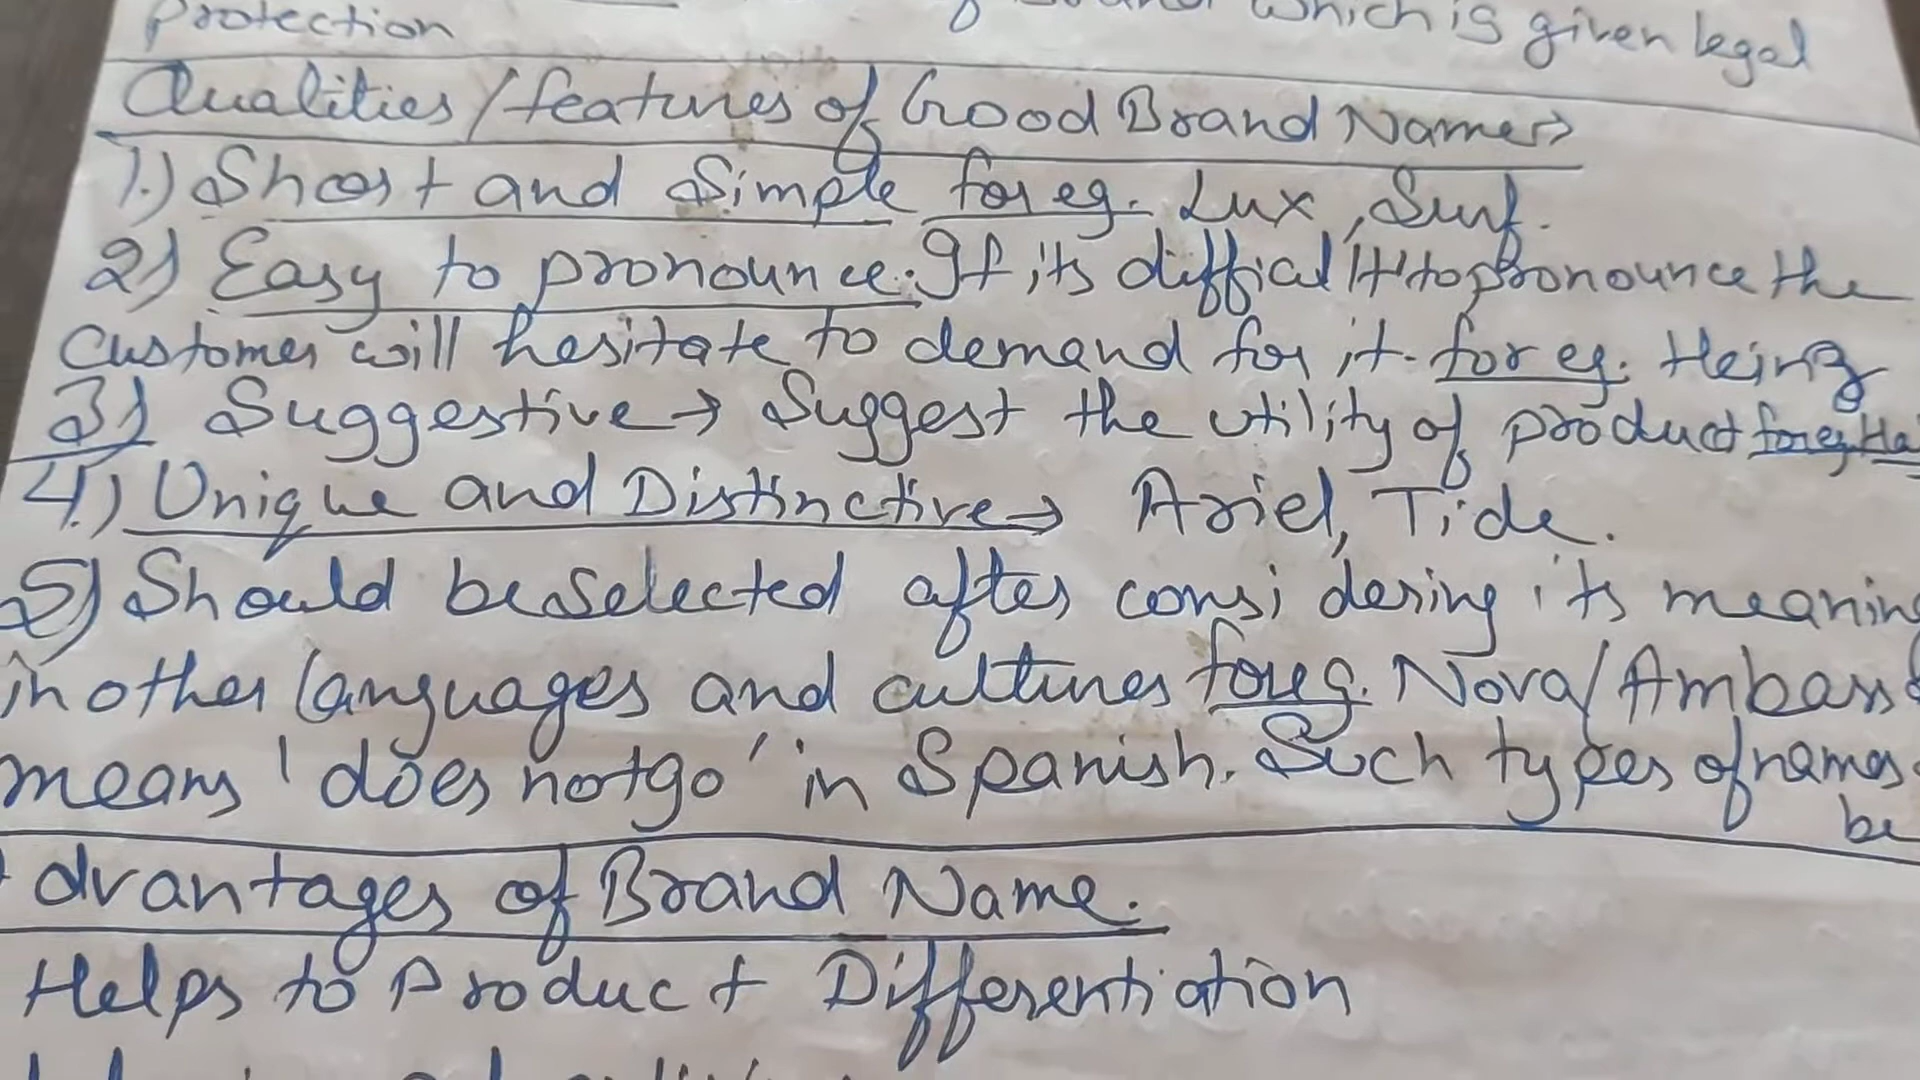 protection which is given legal
Qualities/features of Good Brand Name→
1.) Short and Simple for eg. Lux, Surf.
2) Easy to pronounce. If its difficult to pronounce the
Customer will hesitate to demand for it. for eg. Heinz
3) Suggestive → Suggest the utility of product for eg Ha
4.) Unique and Distinctive → Ariel, Tide.
5) Should be selected after considering its meaning
in other languages and cultures for eg. Nova/Ambass
means 'does not go' in Spanish. Such types of names
be
dvantages of Brand Name.
Helps to Product Differentiation